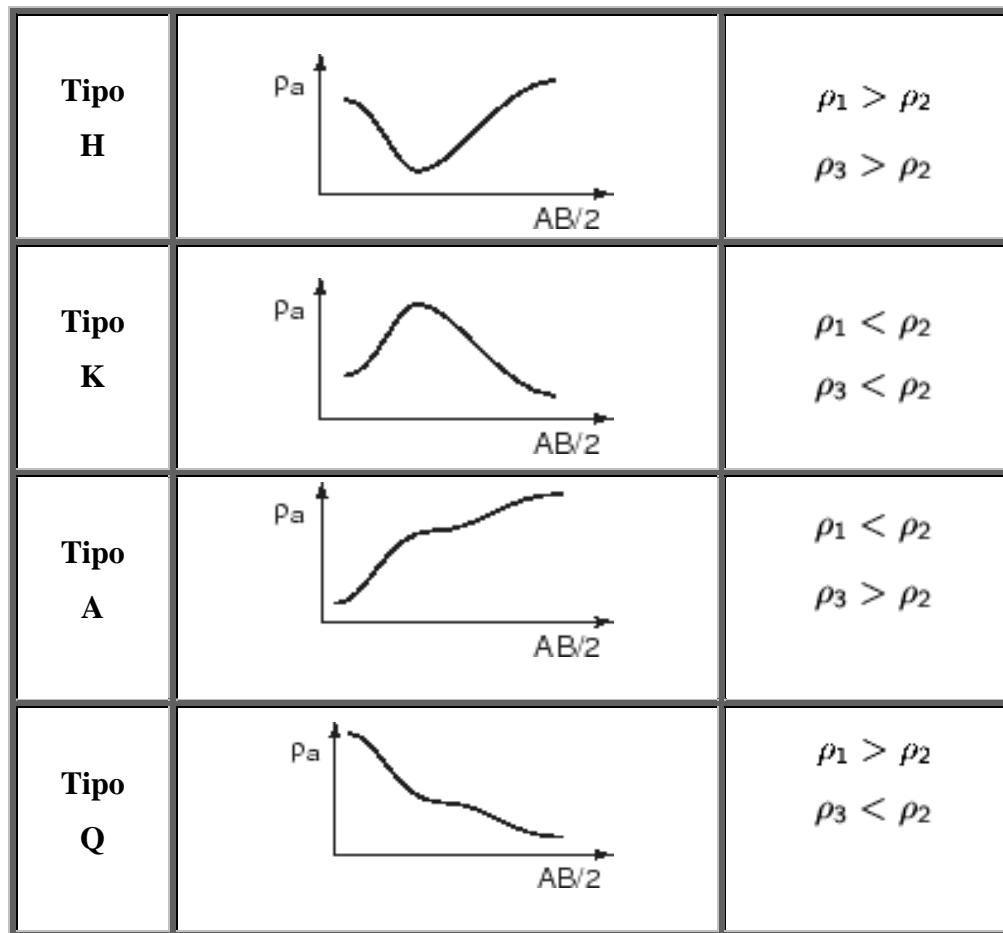 Tipo
H
ρa
AB/2
ρ₁ > ρ₂
ρ₃ > ρ₂
Tipo
K
ρa
AB/2
ρ₁ < ρ₂
ρ₃ < ρ₂
Tipo
A
ρa
AB/2
ρ₁ < ρ₂
ρ₃ > ρ₂
Tipo
Q
ρa
AB/2
ρ₁ > ρ₂
ρ₃ < ρ₂